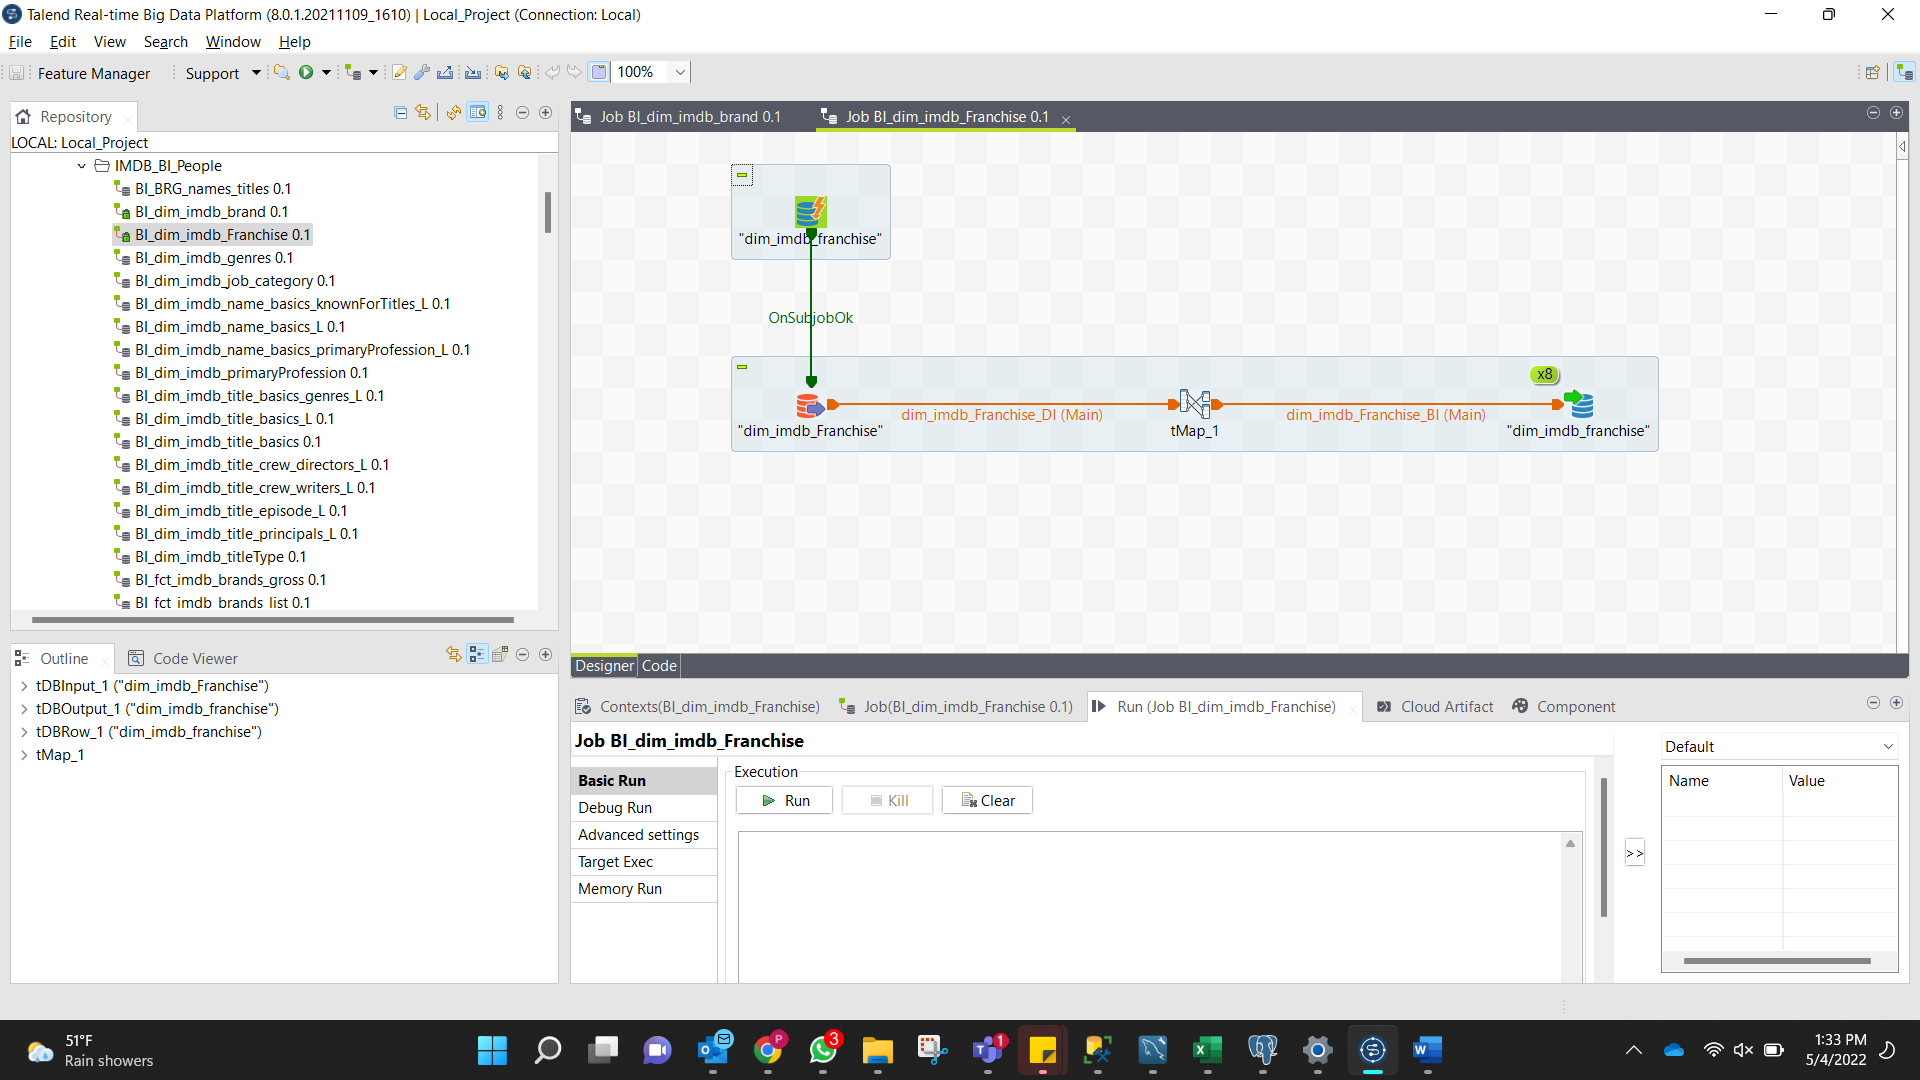 Talend Real-time Big Data Platform (8.0.1.20211109_1610) | Local_Project (Connection: Local)
File Edit View Search Window Help
Feature Manager Support 100%
Repository
LOCAL: Local_Project
IMDB_BI_People
BI_BRG_names_titles 0.1
BI_dim_imdb_brand 0.1
BI_dim_imdb_Franchise 0.1
BI_dim_imdb_genres 0.1
BI_dim_imdb_job_category 0.1
BI_dim_imdb_name_basics_knownForTitles_L 0.1
BI_dim_imdb_name_basics_L 0.1
BI_dim_imdb_name_basics_primaryProfession_L 0.1
BI_dim_imdb_primaryProfession 0.1
BI_dim_imdb_title_basics_genres_L 0.1
BI_dim_imdb_title_basics_L 0.1
BI_dim_imdb_title_basics 0.1
BI_dim_imdb_title_crew_directors_L 0.1
BI_dim_imdb_title_crew_writers_L 0.1
BI_dim_imdb_title_episode_L 0.1
BI_dim_imdb_title_principals_L 0.1
BI_dim_imdb_titleType 0.1
BI_fct_imdb_brands_gross 0.1
BI_fct_imdb_brands_list 0.1
Outline Code Viewer
tDBInput_1 ("dim_imdb_Franchise")
tDBOutput_1 ("dim_imdb_franchise")
tDBRow_1 ("dim_imdb_franchise")
tMap_1
Job BI_dim_imdb_brand 0.1 Job BI_dim_imdb_Franchise 0.1
"dim_imdb_franchise"
OnSubjobOk
x8
dim_imdb_Franchise_DI (Main) dim_imdb_Franchise_BI (Main)
"dim_imdb_Franchise" tMap_1 "dim_imdb_franchise"
Designer Code
Contexts(BI_dim_imdb_Franchise) Job(BI_dim_imdb_Franchise 0.1) Run (Job BI_dim_imdb_Franchise) Cloud Artifact Component
Job BI_dim_imdb_Franchise
Basic Run
Debug Run
Advanced settings
Target Exec
Memory Run
Execution
Run Kill Clear
>>
Default
Name Value
51°F
Rain showers
P
3
1
1:33 PM
5/4/2022